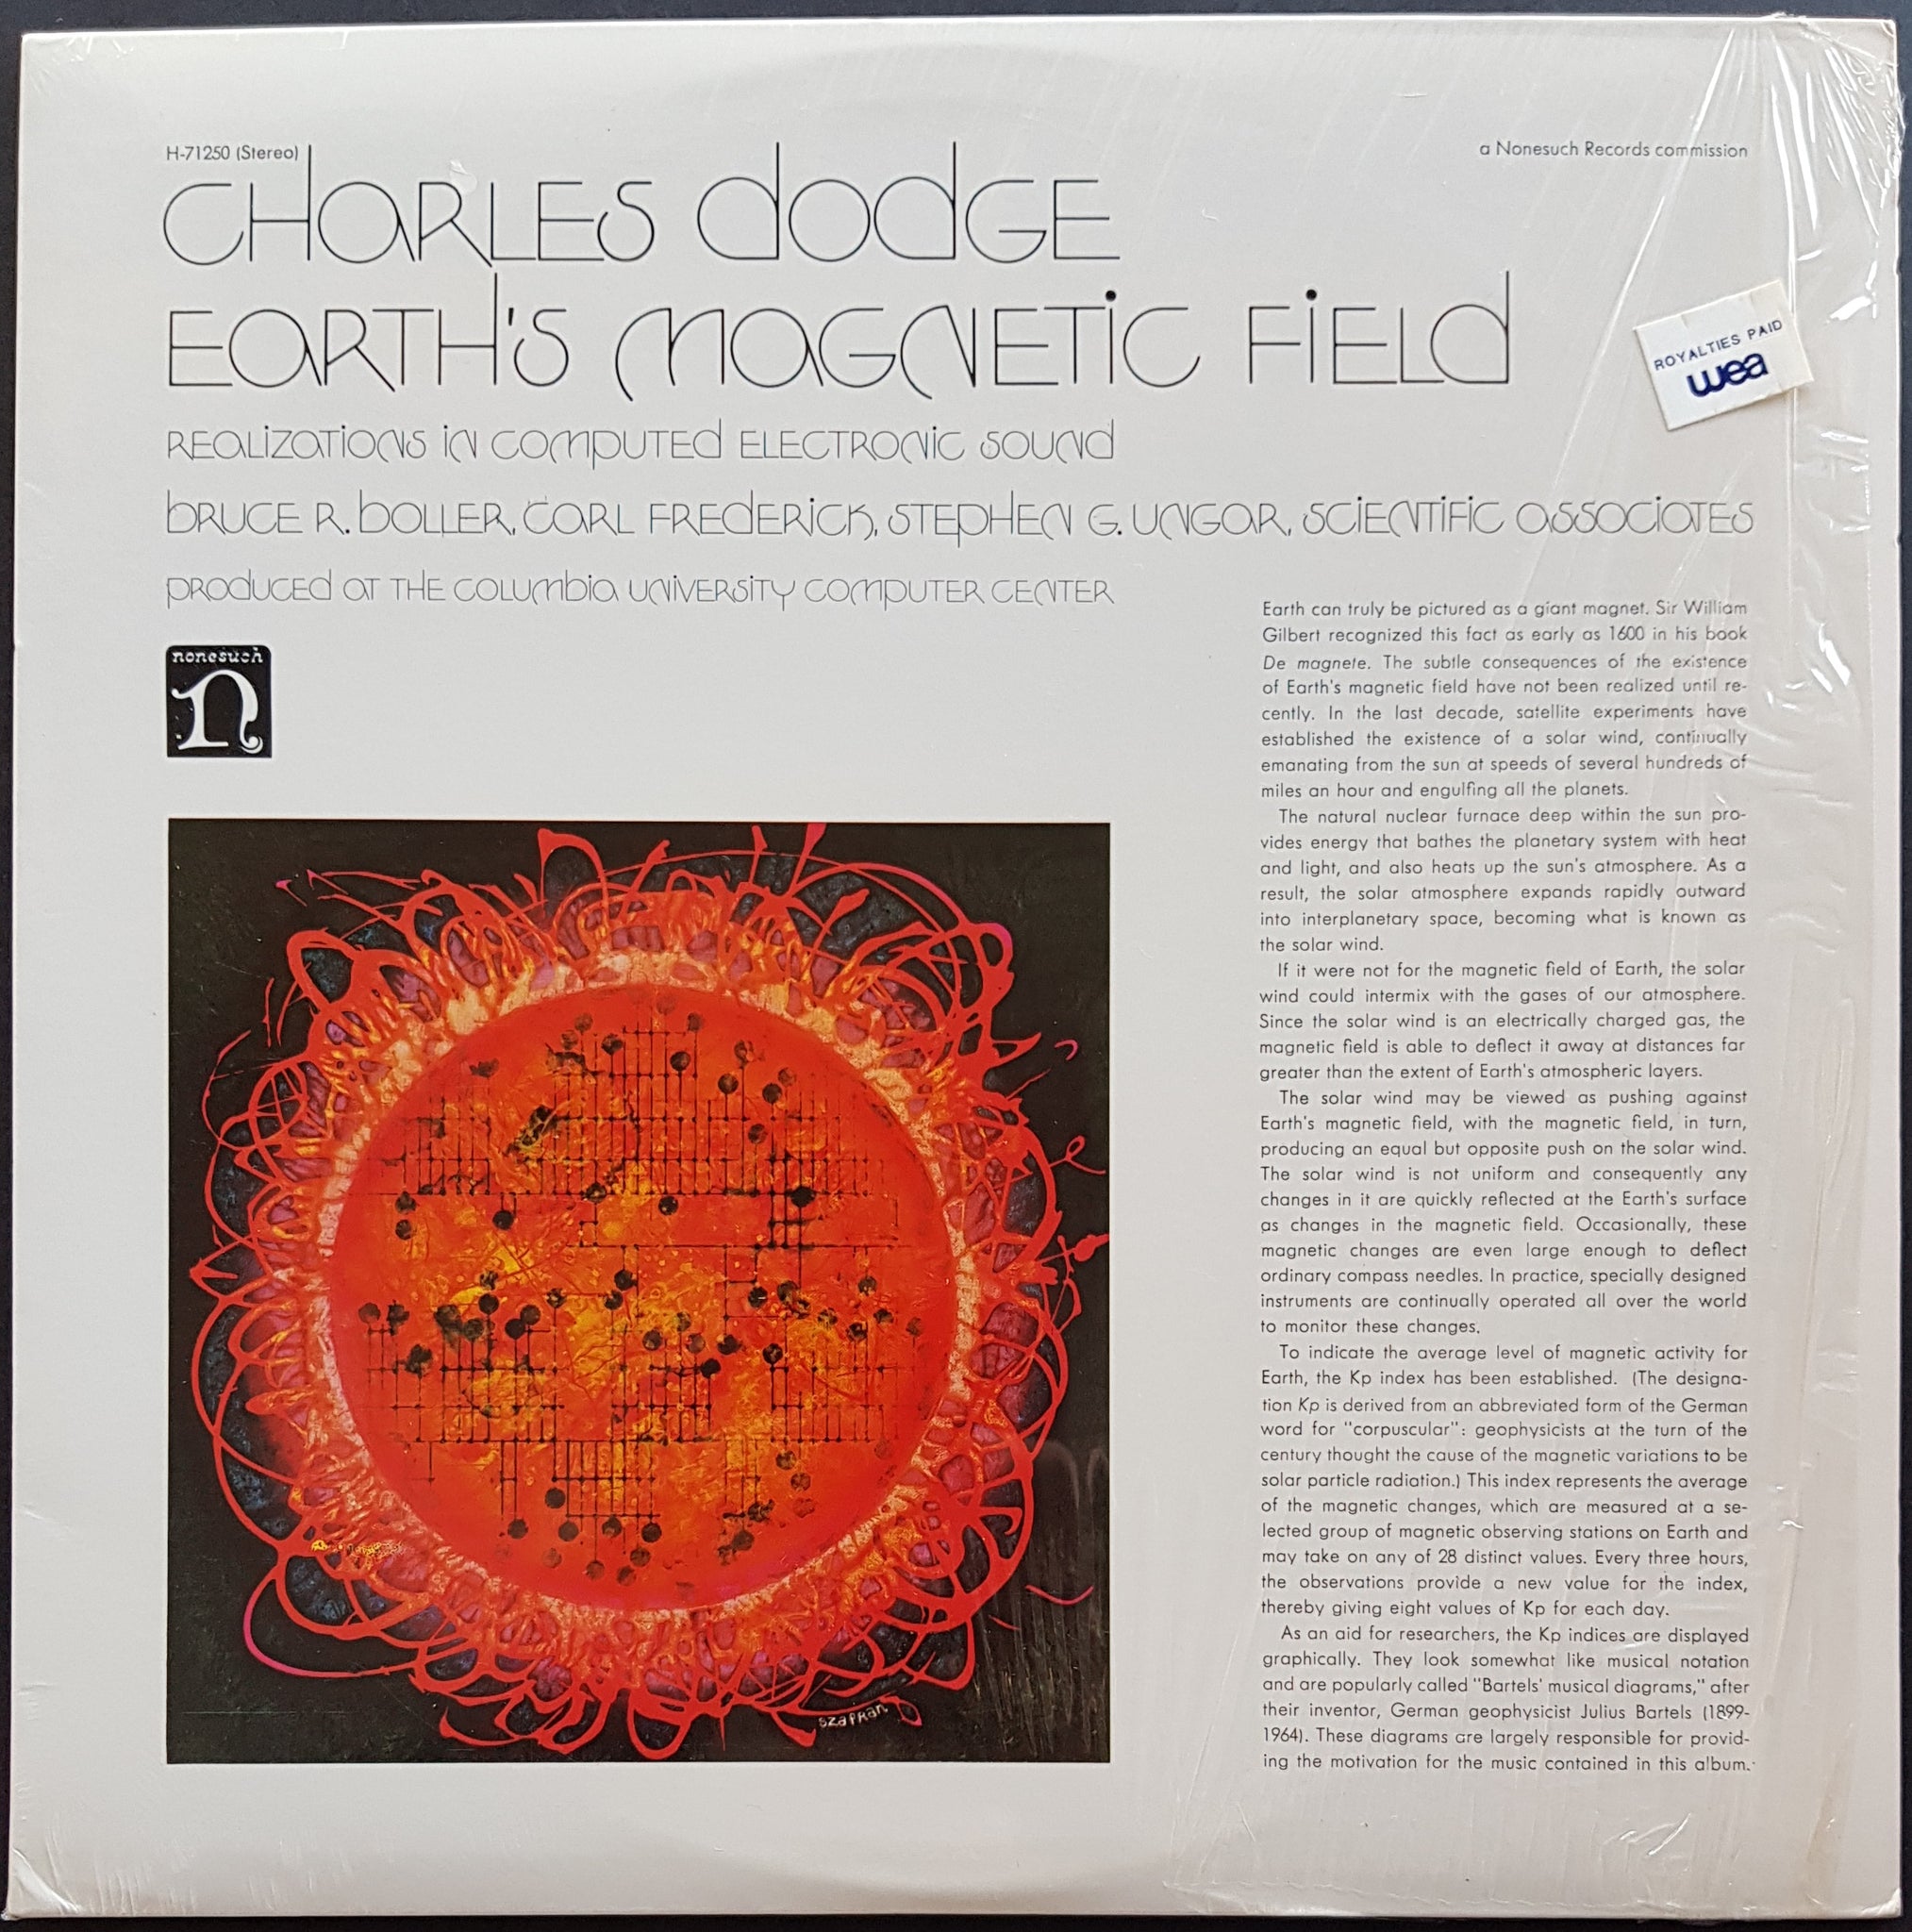 H-71250 (Stereo)
a Nonesuch Records commission
CHARLES DODGE
EARTH'S MAGNETIC FIELD
ROYALTIES PAID
wea
REALIZATIONS IN COMPUTED ELECTRONIC SOUND
BRUCE R. BOLLER, CARL FREDERICK, STEPHEN G. UNGAR, SCIENTIFIC ASSOCIATES
PRODUCED AT THE COLUMBIA UNIVERSITY COMPUTER CENTER
nonesuch
n
Earth can truly be pictured as a giant magnet. Sir William
Gilbert recognized this fact as early as 1600 in his book
De magnete. The subtle consequences of the existence
of Earth's magnetic field have not been realized until re-
cently. In the last decade, satellite experiments have
established the existence of a solar wind, continually
emanating from the sun at speeds of several hundreds of
miles an hour and engulfing all the planets.
The natural nuclear furnace deep within the sun pro-
vides energy that bathes the planetary system with heat
and light, and also heats up the sun's atmosphere. As a
result, the solar atmosphere expands rapidly outward
into interplanetary space, becoming what is known as
the solar wind.
If it were not for the magnetic field of Earth, the solar
wind could intermix with the gases of our atmosphere.
Since the solar wind is an electrically charged gas, the
magnetic field is able to deflect it away at distances far
greater than the extent of Earth's atmospheric layers.
The solar wind may be viewed as pushing against
Earth's magnetic field, with the magnetic field, in turn,
producing an equal but opposite push on the solar wind.
The solar wind is not uniform and consequently any
changes in it are quickly reflected at the Earth's surface
as changes in the magnetic field. Occasionally, these
magnetic changes are even large enough to deflect
ordinary compass needles. In practice, specially designed
instruments are continually operated all over the world
to monitor these changes.
To indicate the average level of magnetic activity for
Earth, the Kp index has been established. (The designa-
tion Kp is derived from an abbreviated form of the German
word for "corpuscular": geophysicists at the turn of the
century thought the cause of the magnetic variations to be
solar particle radiation.) This index represents the average
of the magnetic changes, which are measured at a se-
lected group of magnetic observing stations on Earth and
may take on any of 28 distinct values. Every three hours,
the observations provide a new value for the index,
thereby giving eight values of Kp for each day.
As an aid for researchers, the Kp indices are displayed
graphically. They look somewhat like musical notation
and are popularly called "Bartels' musical diagrams," after
their inventor, German geophysicist Julius Bartels (1899-
1964). These diagrams are largely responsible for provid-
ing the motivation for the music contained in this album.
SZAFRAN